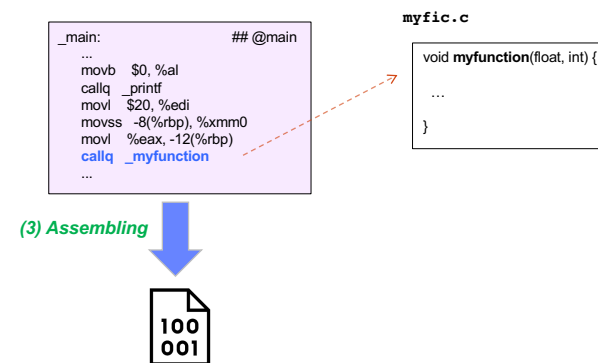 myfic.c
_main: ## @main
...
movb $0, %al
callq _printf
movl $20, %edi
movss -8(%rbp), %xmm0
movl %eax, -12(%rbp)
callq _myfunction
...
void myfunction(float, int) {
…
}
(3) Assembling
100
001